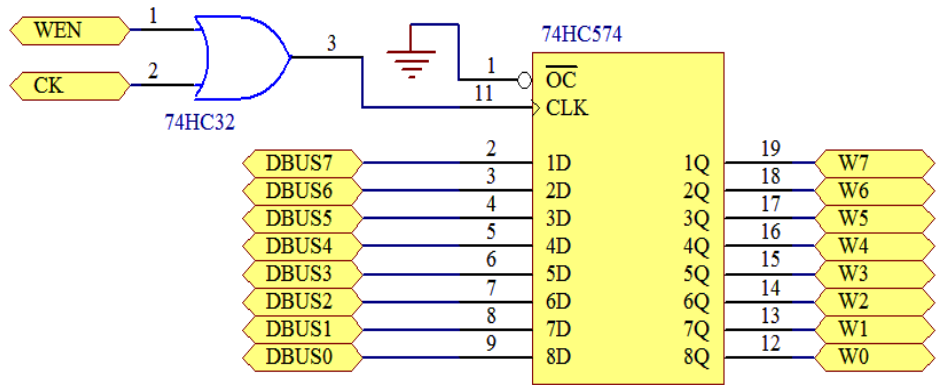 WEN 1
3
CK 2
74HC32
74HC574
1 OC
11 CLK
DBUS7 2 1D 1Q 19 W7
DBUS6 3 2D 2Q 18 W6
DBUS5 4 3D 3Q 17 W5
DBUS4 5 4D 4Q 16 W4
DBUS3 6 5D 5Q 15 W3
DBUS2 7 6D 6Q 14 W2
DBUS1 8 7D 7Q 13 W1
DBUS0 9 8D 8Q 12 W0